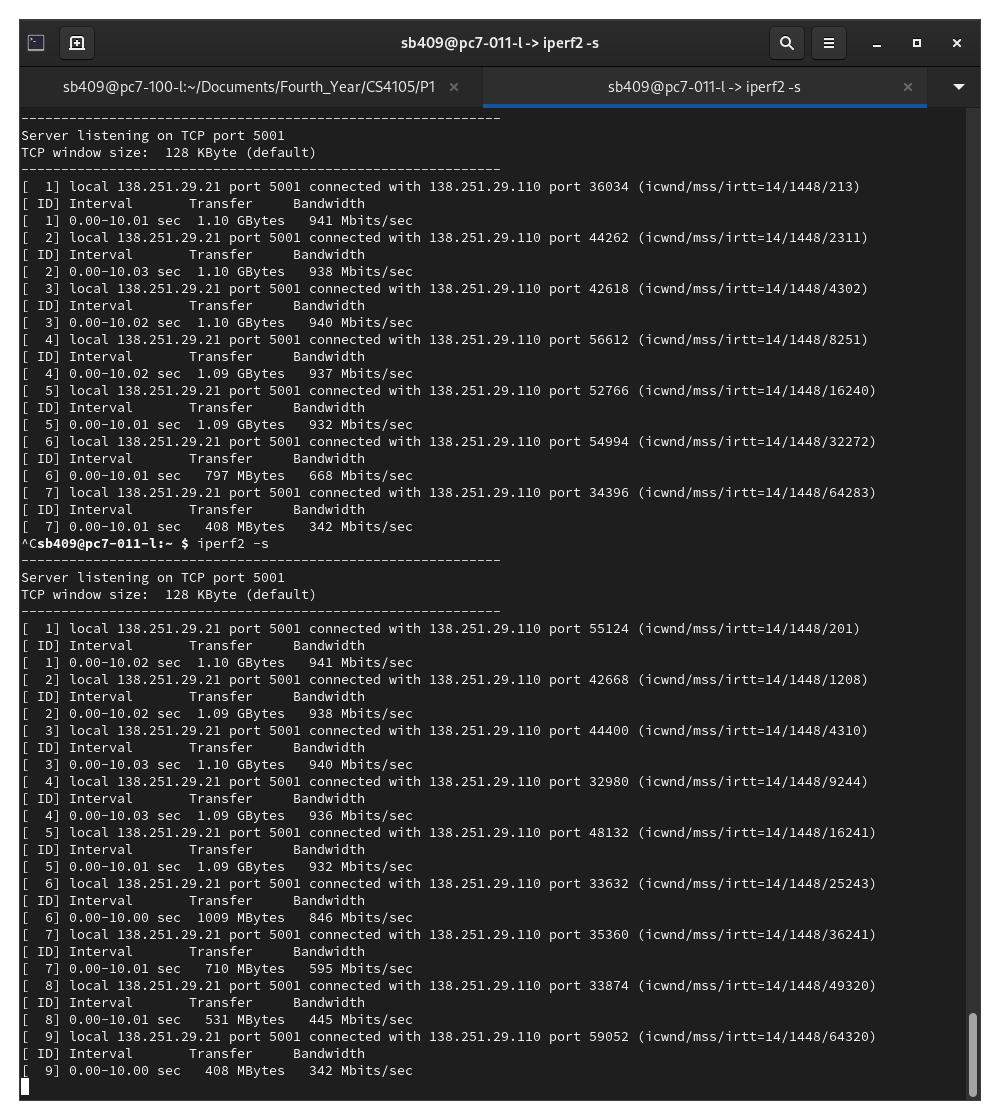 sb409@pc7-011-l -> iperf2 -s
sb409@pc7-100-l:~/Documents/Fourth_Year/CS4105/P1
sb409@pc7-011-l -> iperf2 -s
------------------------------------------------------------
Server listening on TCP port 5001
TCP window size:  128 KByte (default)
------------------------------------------------------------
[  1] local 138.251.29.21 port 5001 connected with 138.251.29.110 port 36034 (icwnd/mss/irtt=14/1448/213)
[ ID] Interval       Transfer     Bandwidth
[  1] 0.00-10.01 sec  1.10 GBytes   941 Mbits/sec
[  2] local 138.251.29.21 port 5001 connected with 138.251.29.110 port 44262 (icwnd/mss/irtt=14/1448/2311)
[ ID] Interval       Transfer     Bandwidth
[  2] 0.00-10.03 sec  1.10 GBytes   938 Mbits/sec
[  3] local 138.251.29.21 port 5001 connected with 138.251.29.110 port 42618 (icwnd/mss/irtt=14/1448/4302)
[ ID] Interval       Transfer     Bandwidth
[  3] 0.00-10.02 sec  1.10 GBytes   940 Mbits/sec
[  4] local 138.251.29.21 port 5001 connected with 138.251.29.110 port 56612 (icwnd/mss/irtt=14/1448/8251)
[ ID] Interval       Transfer     Bandwidth
[  4] 0.00-10.02 sec  1.09 GBytes   937 Mbits/sec
[  5] local 138.251.29.21 port 5001 connected with 138.251.29.110 port 52766 (icwnd/mss/irtt=14/1448/16240)
[ ID] Interval       Transfer     Bandwidth
[  5] 0.00-10.01 sec  1.09 GBytes   932 Mbits/sec
[  6] local 138.251.29.21 port 5001 connected with 138.251.29.110 port 54994 (icwnd/mss/irtt=14/1448/32272)
[ ID] Interval       Transfer     Bandwidth
[  6] 0.00-10.01 sec   797 MBytes   668 Mbits/sec
[  7] local 138.251.29.21 port 5001 connected with 138.251.29.110 port 34396 (icwnd/mss/irtt=14/1448/64283)
[ ID] Interval       Transfer     Bandwidth
[  7] 0.00-10.01 sec   408 MBytes   342 Mbits/sec
^Csb409@pc7-011-l:~ $ iperf2 -s
------------------------------------------------------------
Server listening on TCP port 5001
TCP window size:  128 KByte (default)
------------------------------------------------------------
[  1] local 138.251.29.21 port 5001 connected with 138.251.29.110 port 55124 (icwnd/mss/irtt=14/1448/201)
[ ID] Interval       Transfer     Bandwidth
[  1] 0.00-10.02 sec  1.10 GBytes   941 Mbits/sec
[  2] local 138.251.29.21 port 5001 connected with 138.251.29.110 port 42668 (icwnd/mss/irtt=14/1448/1208)
[ ID] Interval       Transfer     Bandwidth
[  2] 0.00-10.02 sec  1.09 GBytes   938 Mbits/sec
[  3] local 138.251.29.21 port 5001 connected with 138.251.29.110 port 44400 (icwnd/mss/irtt=14/1448/4310)
[ ID] Interval       Transfer     Bandwidth
[  3] 0.00-10.03 sec  1.10 GBytes   940 Mbits/sec
[  4] local 138.251.29.21 port 5001 connected with 138.251.29.110 port 32980 (icwnd/mss/irtt=14/1448/9244)
[ ID] Interval       Transfer     Bandwidth
[  4] 0.00-10.03 sec  1.09 GBytes   936 Mbits/sec
[  5] local 138.251.29.21 port 5001 connected with 138.251.29.110 port 48132 (icwnd/mss/irtt=14/1448/16241)
[ ID] Interval       Transfer     Bandwidth
[  5] 0.00-10.01 sec  1.09 GBytes   932 Mbits/sec
[  6] local 138.251.29.21 port 5001 connected with 138.251.29.110 port 33632 (icwnd/mss/irtt=14/1448/25243)
[ ID] Interval       Transfer     Bandwidth
[  6] 0.00-10.00 sec  1009 MBytes   846 Mbits/sec
[  7] local 138.251.29.21 port 5001 connected with 138.251.29.110 port 35360 (icwnd/mss/irtt=14/1448/36241)
[ ID] Interval       Transfer     Bandwidth
[  7] 0.00-10.01 sec   710 MBytes   595 Mbits/sec
[  8] local 138.251.29.21 port 5001 connected with 138.251.29.110 port 33874 (icwnd/mss/irtt=14/1448/49320)
[ ID] Interval       Transfer     Bandwidth
[  8] 0.00-10.01 sec   531 MBytes   445 Mbits/sec
[  9] local 138.251.29.21 port 5001 connected with 138.251.29.110 port 59052 (icwnd/mss/irtt=14/1448/64320)
[ ID] Interval       Transfer     Bandwidth
[  9] 0.00-10.00 sec   408 MBytes   342 Mbits/sec